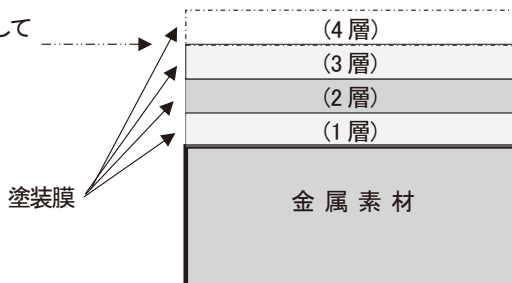 して
(4 層)
(3 層)
(2 層)
(1 層)
塗装膜
金 属 素 材